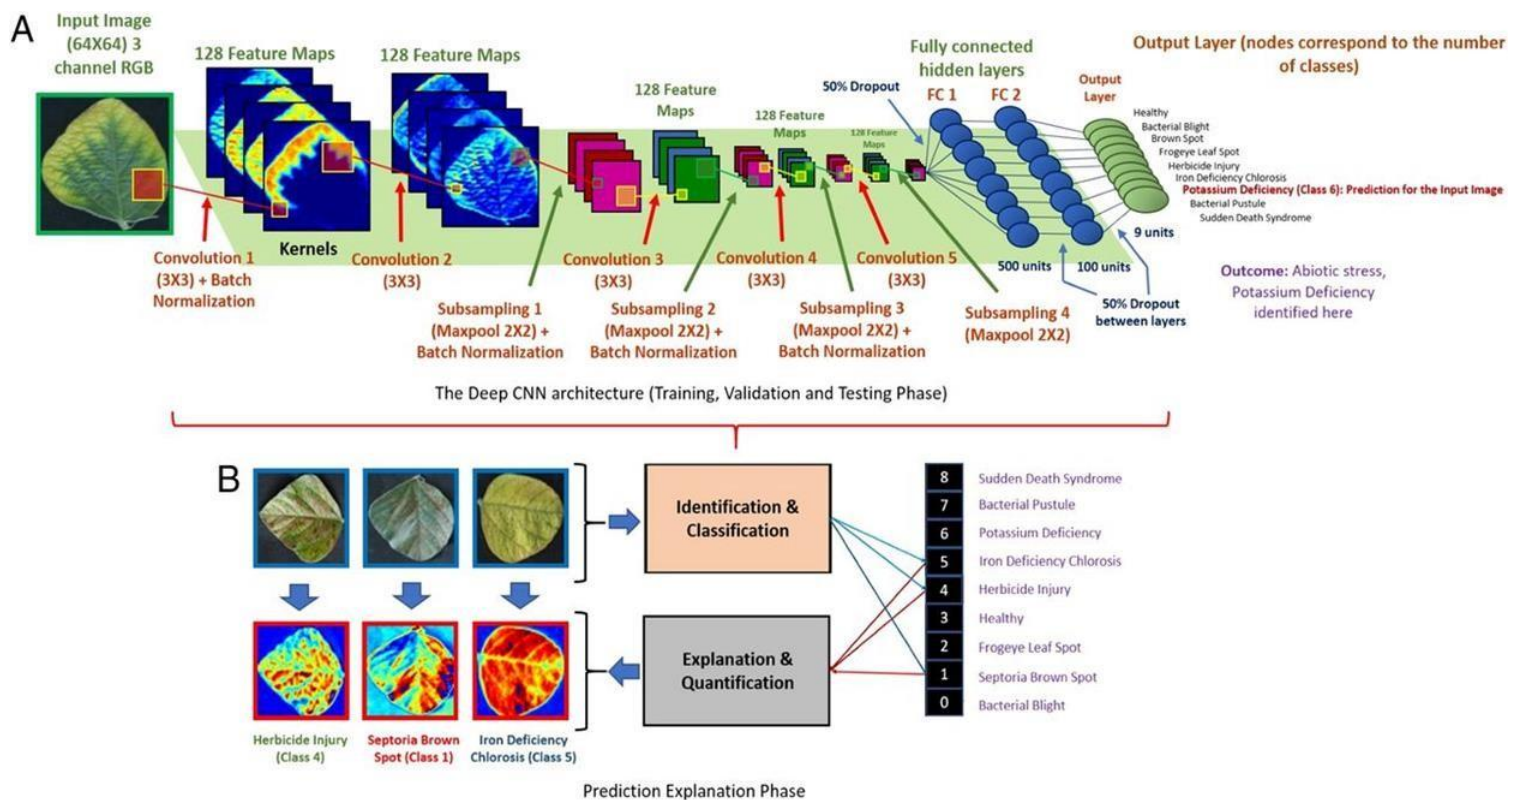 A
Input Image
(64X64) 3
channel RGB
128 Feature Maps
128 Feature Maps
128 Feature
Maps
128 Feature
Maps
128 Feature
Maps
50% Dropout
Fully connected
hidden layers
FC 1
FC 2
Output
Layer
Output Layer (nodes correspond to the number
of classes)
Healthy
Bacterial Blight
Brown Spot
Frogeye Leaf Spot
Herbicide Injury
Iron Deficiency Chlorosis
Potassium Deficiency (Class 6): Prediction for the Input Image
Bacterial Pustule
Sudden Death Syndrome
Kernels
Convolution 1
(3X3) + Batch
Normalization
Convolution 2
(3X3)
Subsampling 1
(Maxpool 2X2) +
Batch Normalization
Convolution 3
(3X3)
Subsampling 2
(Maxpool 2X2) +
Batch Normalization
Convolution 4
(3X3)
Subsampling 3
(Maxpool 2X2) +
Batch Normalization
Convolution 5
(3X3)
Subsampling 4
(Maxpool 2X2)
500 units
100 units
9 units
50% Dropout
between layers
Outcome: Abiotic stress,
Potassium Deficiency
identified here
The Deep CNN architecture (Training, Validation and Testing Phase)
B
Identification &
Classification
Explanation &
Quantification
8 Sudden Death Syndrome
7 Bacterial Pustule
6 Potassium Deficiency
5 Iron Deficiency Chlorosis
4 Herbicide Injury
3 Healthy
2 Frogeye Leaf Spot
1 Septoria Brown Spot
0 Bacterial Blight
Herbicide Injury
(Class 4)
Septoria Brown
Spot (Class 1)
Iron Deficiency
Chlorosis (Class 5)
Prediction Explanation Phase